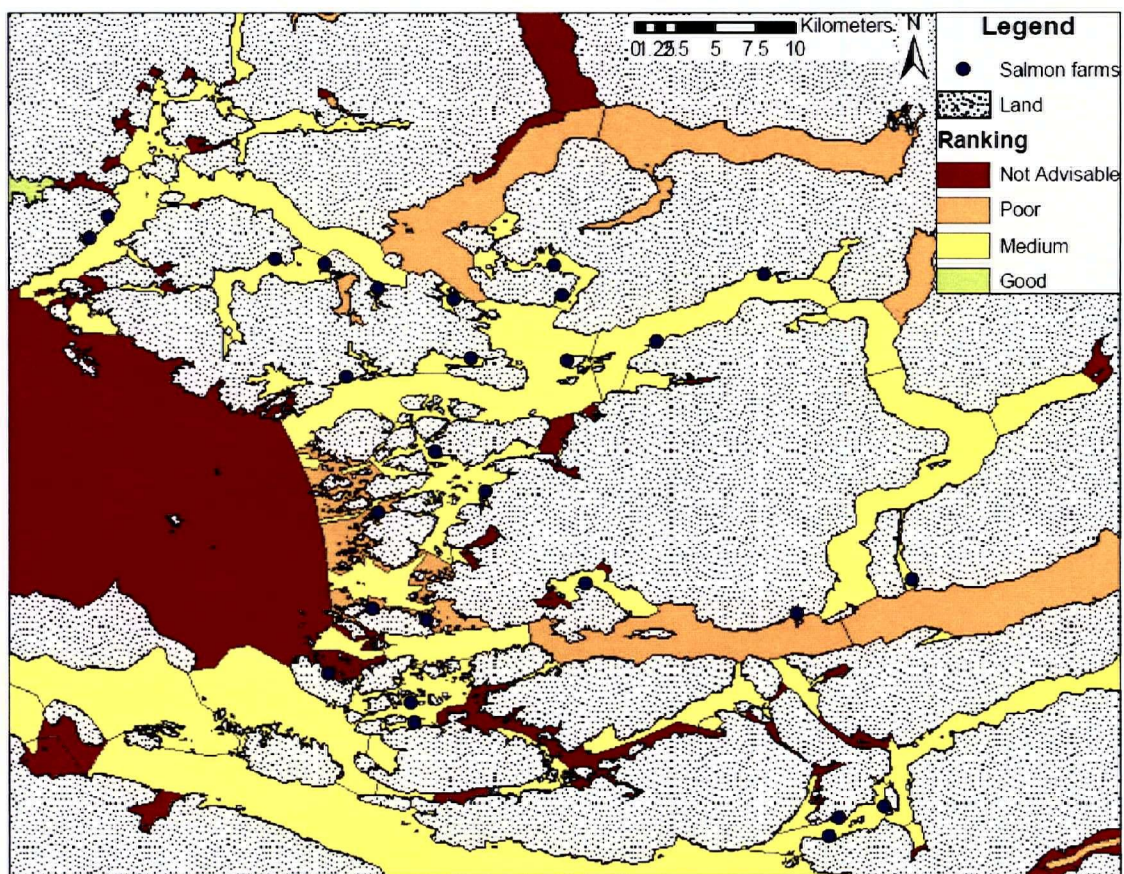 Kilometers
N
0 1.25 2.5 5 7.5 10
Legend
Salmon farms
Land
Ranking
Not Advisable
Poor
Medium
Good